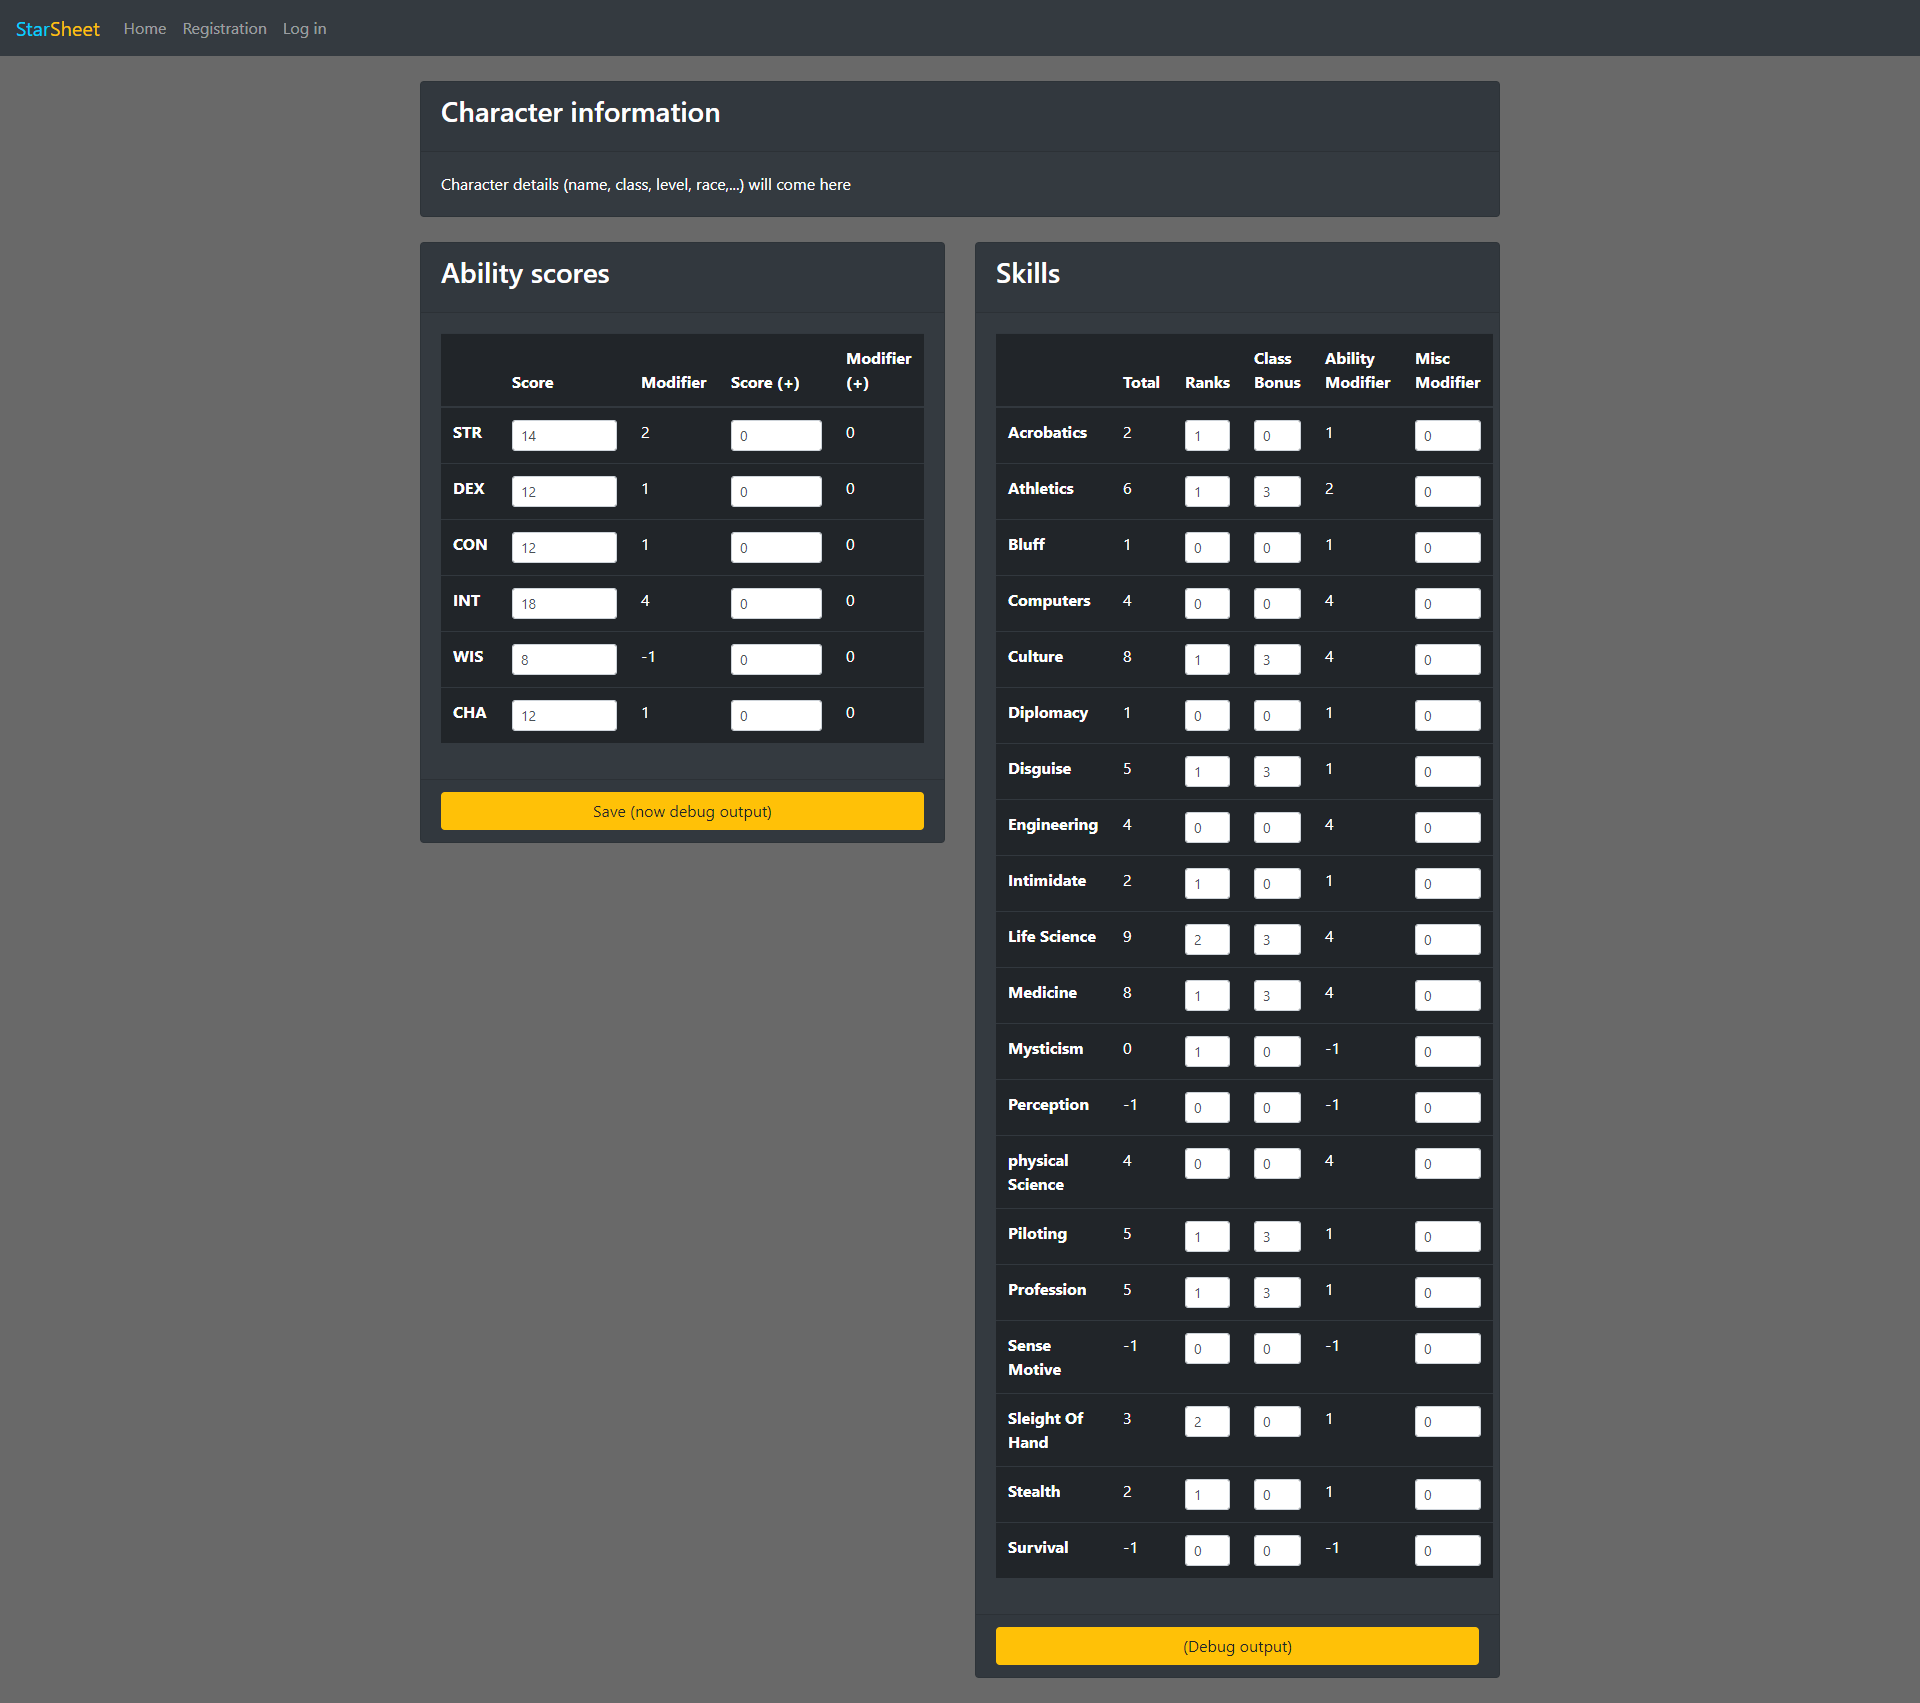 StarSheet Home Registration Log in
Character information
Character details (name, class, level, race,...) will come here
Ability scores
Score Modifier Score (+) Modifier (+)
STR 14 2 0 0
DEX 12 1 0 0
CON 12 1 0 0
INT 18 4 0 0
WIS 8 -1 0 0
CHA 12 1 0 0
Save (now debug output)
Skills
Total Ranks Class Bonus Ability Modifier Misc Modifier
Acrobatics 2 1 0 1 0
Athletics 6 1 3 2 0
Bluff 1 0 0 1 0
Computers 4 0 0 4 0
Culture 8 1 3 4 0
Diplomacy 1 0 0 1 0
Disguise 5 1 3 1 0
Engineering 4 0 0 4 0
Intimidate 2 1 0 1 0
Life Science 9 2 3 4 0
Medicine 8 1 3 4 0
Mysticism 0 1 0 -1 0
Perception -1 0 0 -1 0
physical Science 4 0 0 4 0
Piloting 5 1 3 1 0
Profession 5 1 3 1 0
Sense Motive -1 0 0 -1 0
Sleight Of Hand 3 2 0 1 0
Stealth 2 1 0 1 0
Survival -1 0 0 -1 0
(Debug output)